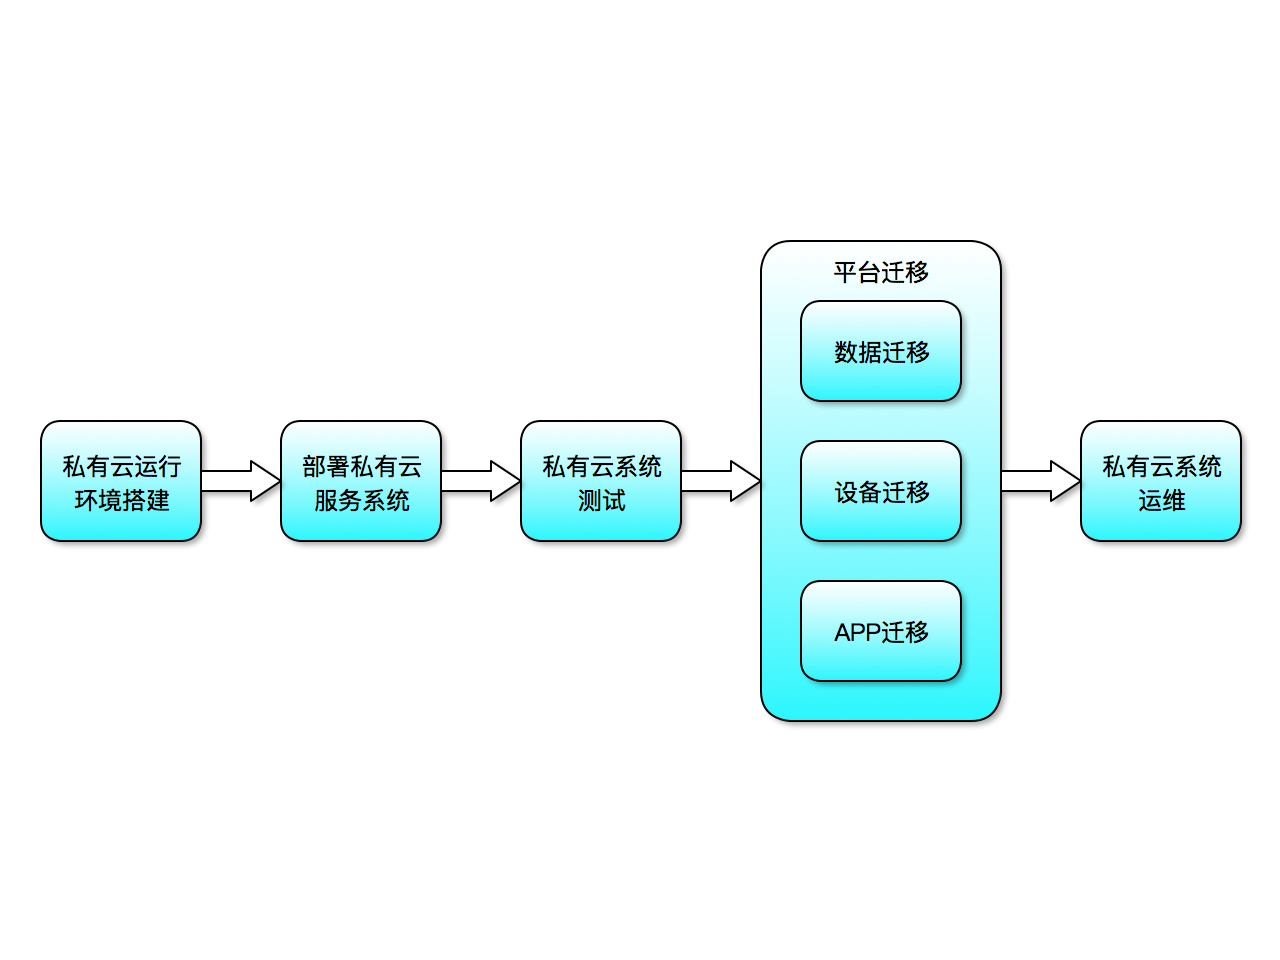 私有云运行
环境搭建
部署私有云
服务系统
私有云系统
测试
平台迁移
数据迁移
设备迁移
APP迁移
私有云系统
运维